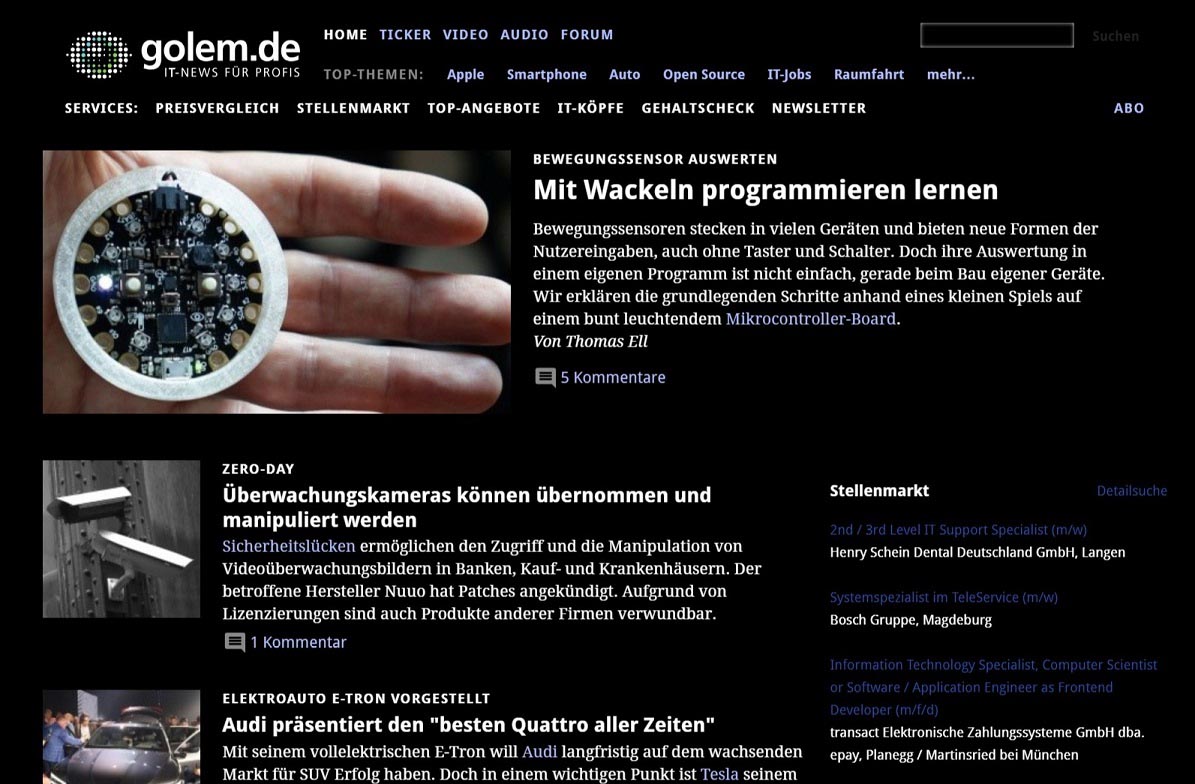 golem.de
IT-NEWS FÜR PROFIS
HOME TICKER VIDEO AUDIO FORUM
Suchen
TOP-THEMEN: Apple Smartphone Auto Open Source IT-Jobs Raumfahrt mehr...
SERVICES: PREISVERGLEICH STELLENMARKT TOP-ANGEBOTE IT-KÖPFE GEHALTSCHECK NEWSLETTER ABO
BEWEGUNGSSENSOR AUSWERTEN
Mit Wackeln programmieren lernen
Bewegungssensoren stecken in vielen Geräten und bieten neue Formen der
Nutzereingaben, auch ohne Taster und Schalter. Doch ihre Auswertung in
einem eigenen Programm ist nicht einfach, gerade beim Bau eigener Geräte.
Wir erklären die grundlegenden Schritte anhand eines kleinen Spiels auf
einem bunt leuchtendem Mikrocontroller-Board.
Von Thomas Ell
5 Kommentare
ZERO-DAY
Überwachungskameras können übernommen und
manipuliert werden
Sicherheitslücken ermöglichen den Zugriff und die Manipulation von
Videoüberwachungsbildern in Banken, Kauf- und Krankenhäusern. Der
betroffene Hersteller Nuuo hat Patches angekündigt. Aufgrund von
Lizenzierungen sind auch Produkte anderer Firmen verwundbar.
1 Kommentar
ELEKTROAUTO E-TRON VORGESTELLT
Audi präsentiert den "besten Quattro aller Zeiten"
Mit seinem vollelektrischen E-Tron will Audi langfristig auf dem wachsenden
Markt für SUV Erfolg haben. Doch in einem wichtigen Punkt ist Tesla seinem
Stellenmarkt Detailsuche
2nd / 3rd Level IT Support Specialist (m/w)
Henry Schein Dental Deutschland GmbH, Langen
Systemspezialist im TeleService (m/w)
Bosch Gruppe, Magdeburg
Information Technology Specialist, Computer Scientist
or Software / Application Engineer as Frontend
Developer (m/f/d)
transact Elektronische Zahlungssysteme GmbH dba.
epay, Planegg / Martinsried bei München